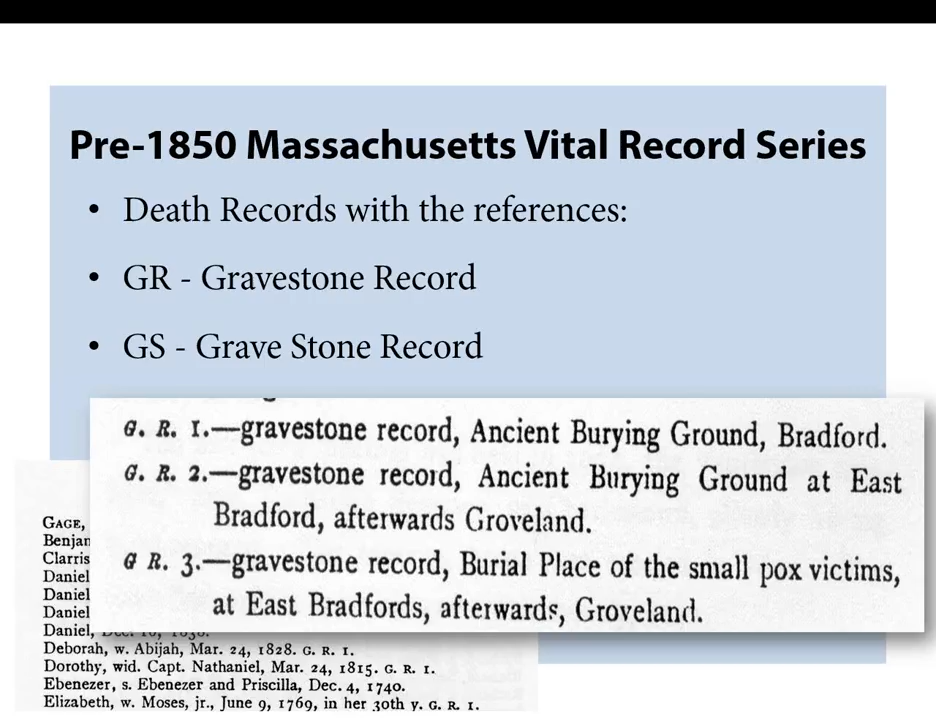 Pre-1850 Massachusetts Vital Record Series
• Death Records with the references:
• GR - Gravestone Record
• GS - Grave Stone Record
G. R. 1.—gravestone record, Ancient Burying Ground, Bradford.
G. R. 2.—gravestone record, Ancient Burying Ground at East
Bradford, afterwards Groveland.
G R. 3.—gravestone record, Burial Place of the small pox victims,
at East Bradfords, afterwards, Groveland.
GAGE,
Benjan
Clarris
Daniel
Daniel
Daniel
Daniel,
Deborah, w. Abijah, Mar. 24, 1828. G. R. 1.
Dorothy, wid. Capt. Nathaniel, Mar. 24, 1815. G. R. 1.
Ebenezer, s. Ebenezer and Priscilla, Dec. 4, 1740.
Elizabeth, w. Moses, jr., June 9, 1769, in her 30th y. G. R. 1.